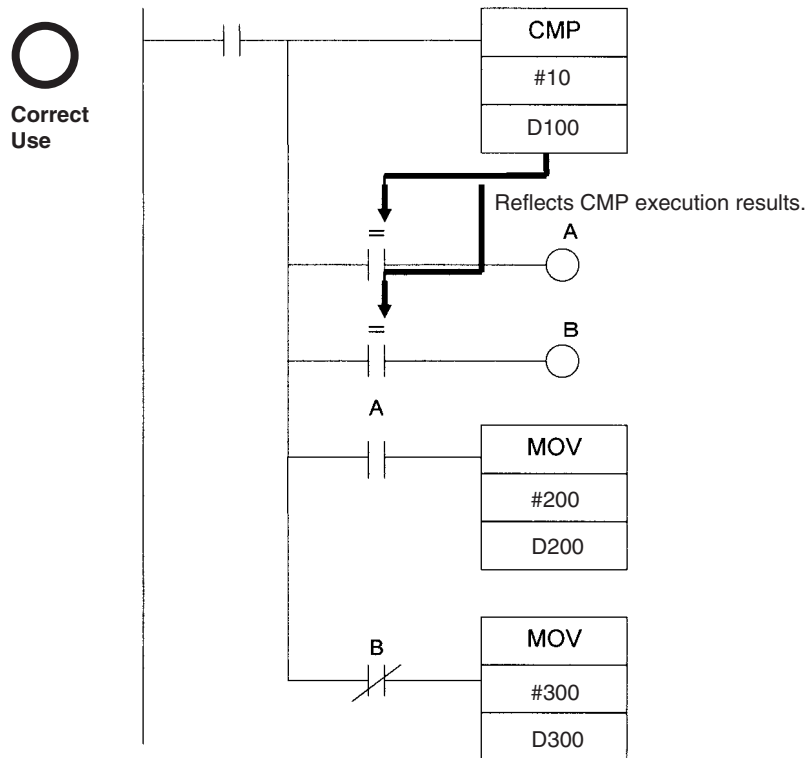 Correct
Use
CMP
#10
D100
Reflects CMP execution results.
=
A
=
B
A
MOV
#200
D200
B
MOV
#300
D300